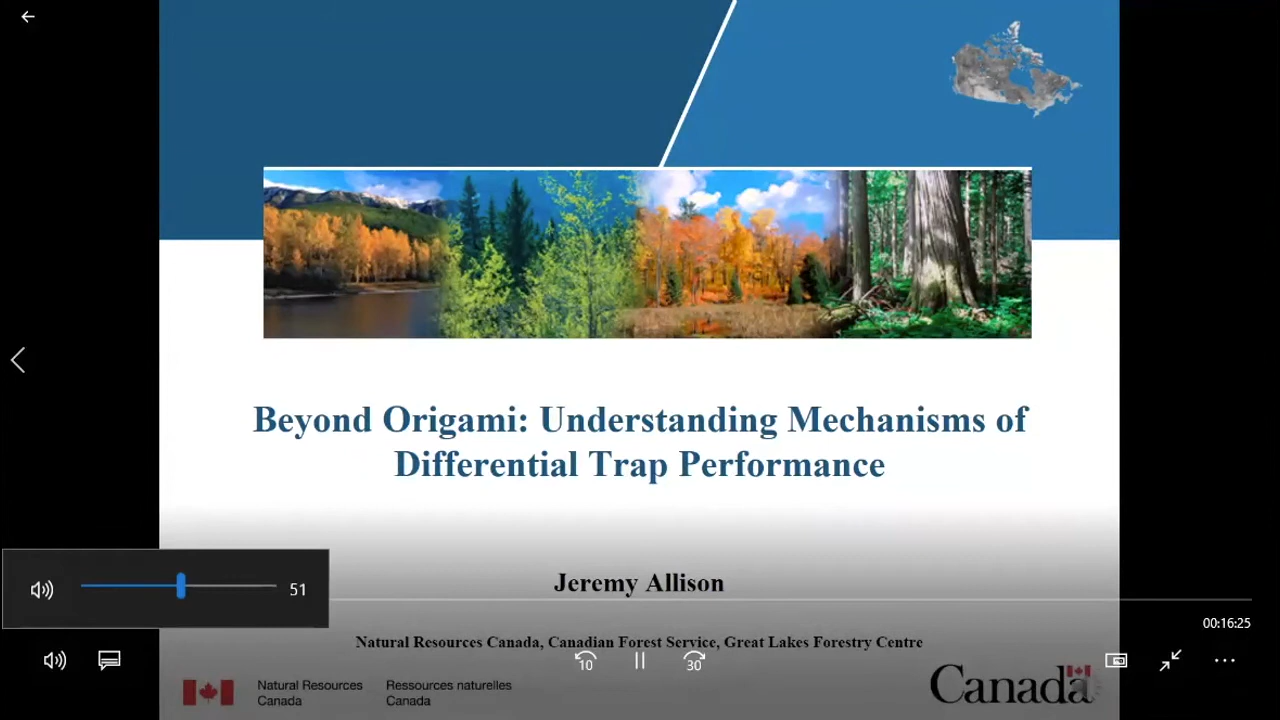 Beyond Origami: Understanding Mechanisms of
Differential Trap Performance
51
Jeremy Allison
00:16:25
Natural Resources Canada, Canadian Forest Service, Great Lakes Forestry Centre
10
30
Natural Resources
Canada
Ressources naturelles
Canada
Canada